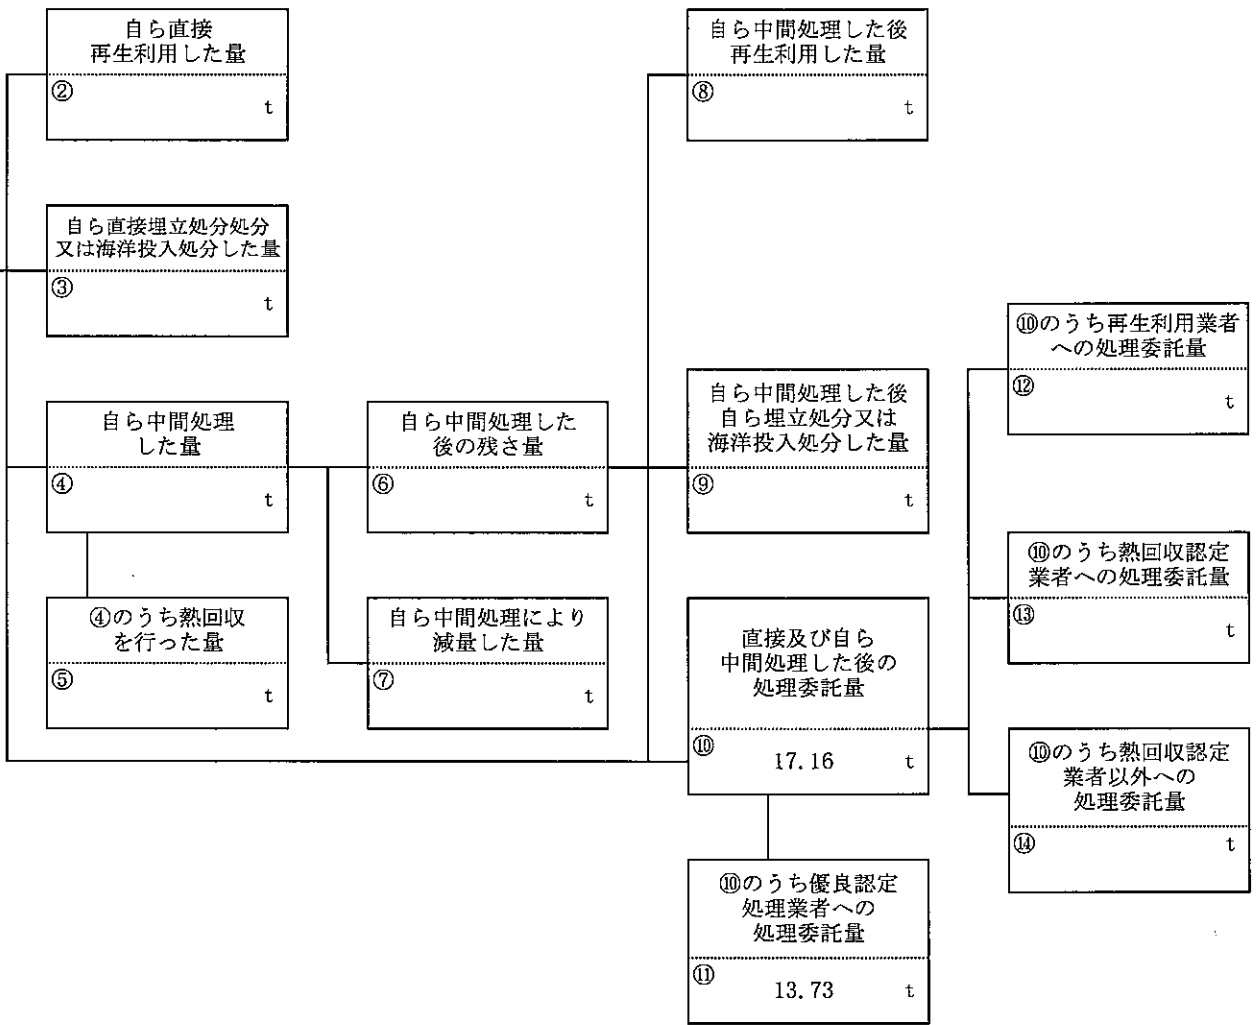 自ら直接
再生利用した量
②
t
自ら中間処理した後
再生利用した量
⑧
t
自ら直接埋立処分処分
又は海洋投入処分した量
③
t
⑩のうち再生利用業者
への処理委託量
⑫
t
自ら中間処理
した量
④
t
自ら中間処理した
後の残さ量
⑥
t
自ら中間処理した後
自ら埋立処分又は
海洋投入処分した量
⑨
t
⑩のうち熱回収認定
業者への処理委託量
⑬
t
④のうち熱回収
を行った量
⑤
t
自ら中間処理により
減量した量
⑦
t
直接及び自ら
中間処理した後の
処理委託量
⑩
17.16 t
⑩のうち熱回収認定
業者以外への
処理委託量
⑭
t
⑩のうち優良認定
処理業者への
処理委託量
⑪
13.73 t